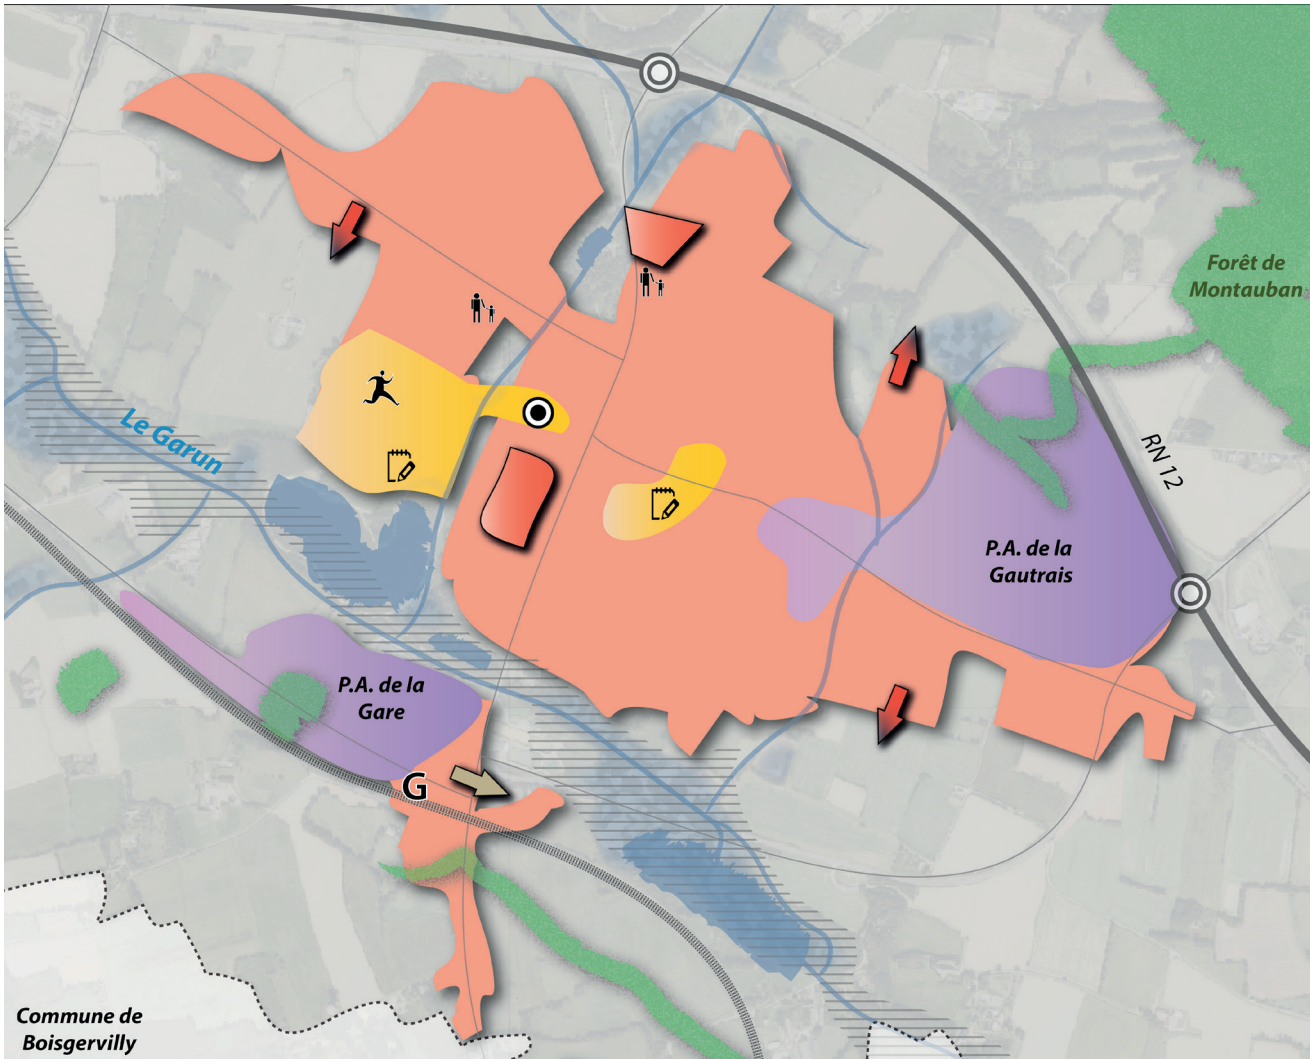 Forêt de
Montauban
RN 12
Le Garun
P.A. de la
Gautrais
P.A. de la
Gare
G
Commune de
Boisgervilly